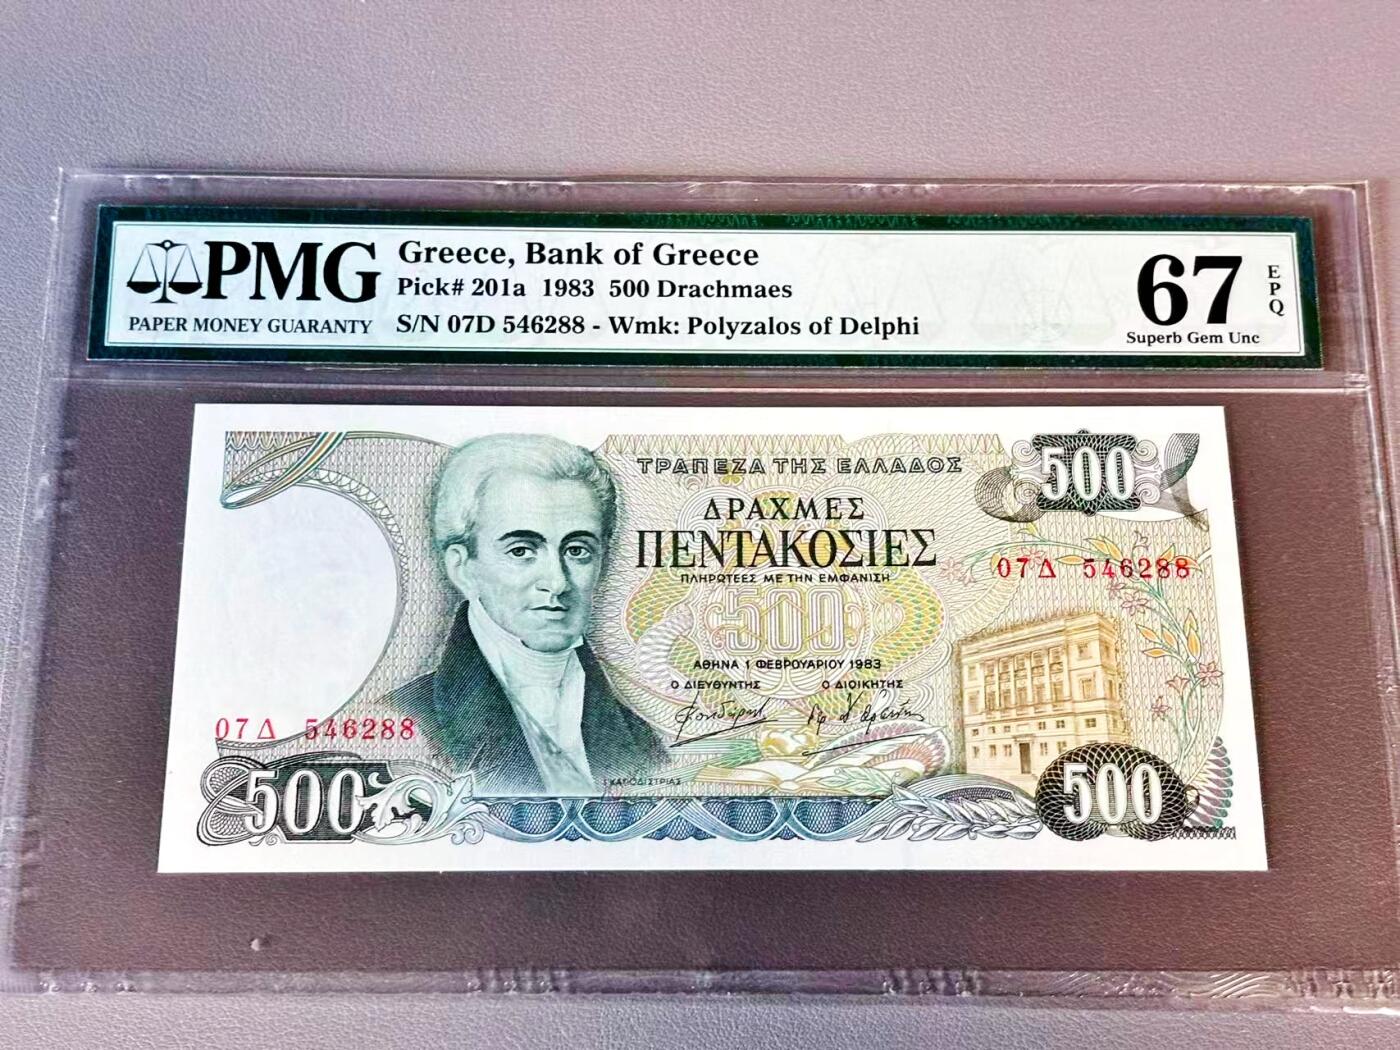 PMG
PAPER MONEY GUARANTY
Greece, Bank of Greece
Pick# 201a 1983 500 Drachmaes
S/N 07D 546288 - Wmk: Polyzalos of Delphi
67
EPQ
Superb Gem Unc
ΤΡΑΠΕΖΑ ΤΗΣ ΕΛΛΑΔΟΣ
500
ΔΡΑΧΜΕΣ
ΠΕΝΤΑΚΟΣΙΕΣ
ΠΛΗΡΩΤΕΕΣ ΜΕ ΤΗΝ ΕΜΦΑΝΙΣΗ
07Δ 546288
500
ΑΘΗΝΑ 1 ΦΕΒΡΟΥΑΡΙΟΥ 1983
Ο ΔΙΕΥΘΥΝΤΗΣ Ο ΔΙΟΙΚΗΤΗΣ
07Δ 546288
Ι ΚΑΠΟΔΙΣΤΡΙΑΣ
500
500